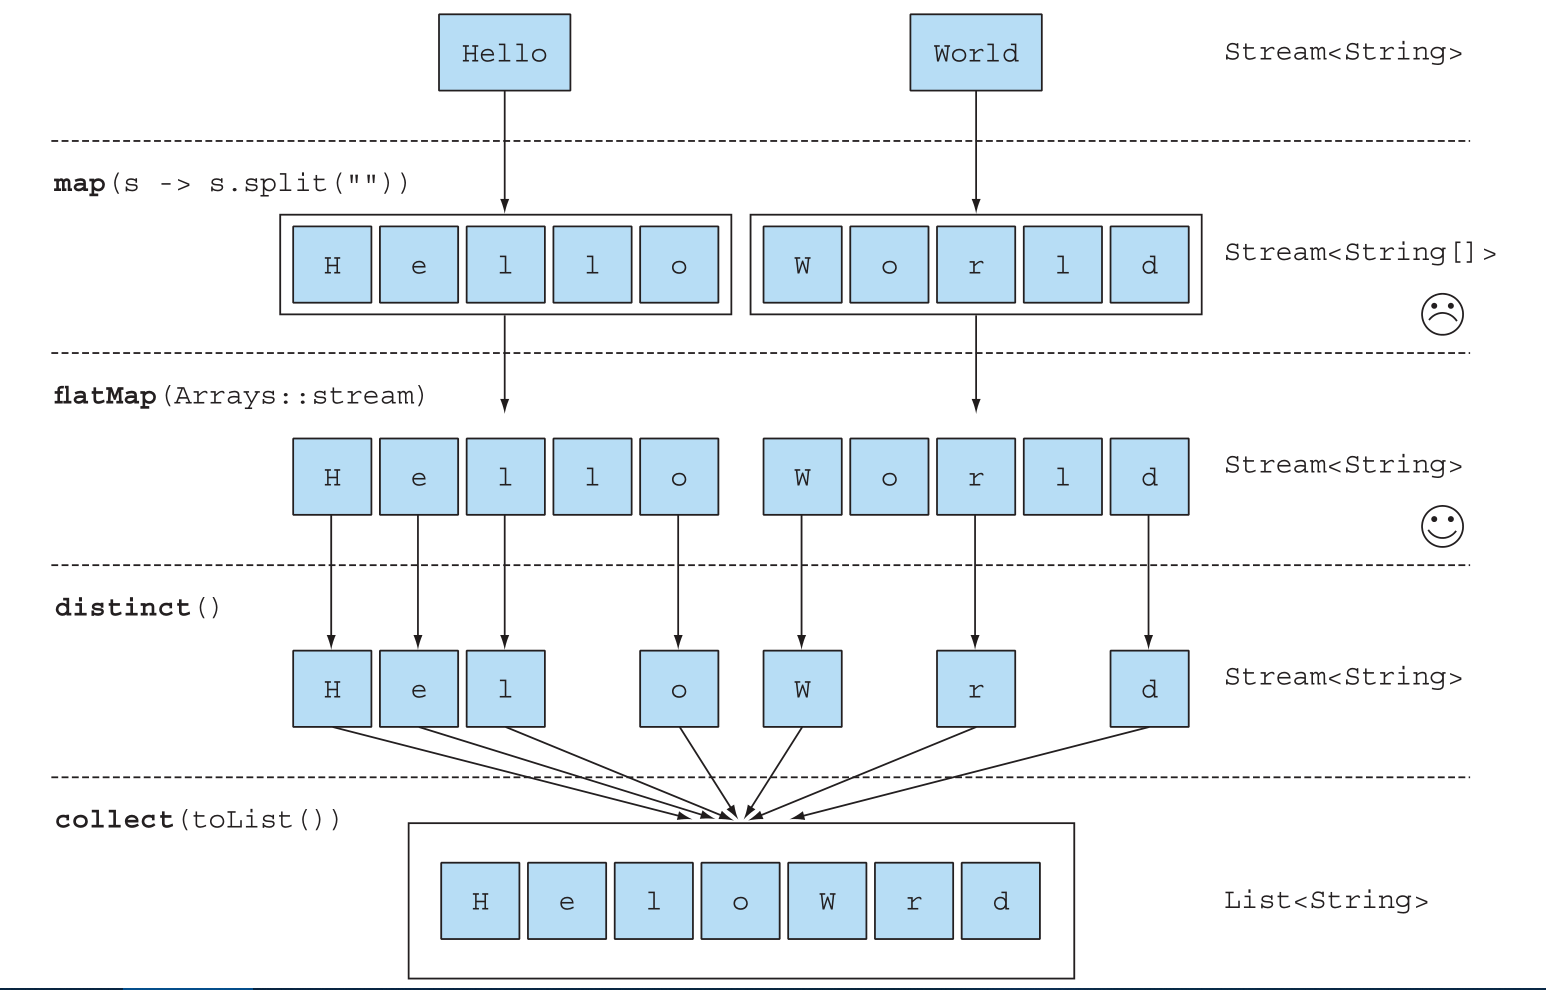 Hello World Stream<String>
map(s -> s.split(""))
H e l l o W o r l d Stream<String[]>
flatMap(Arrays::stream)
H e l l o W o r l d Stream<String>
distinct()
H e l o W r d Stream<String>
collect(toList())
H e l o W r d List<String>